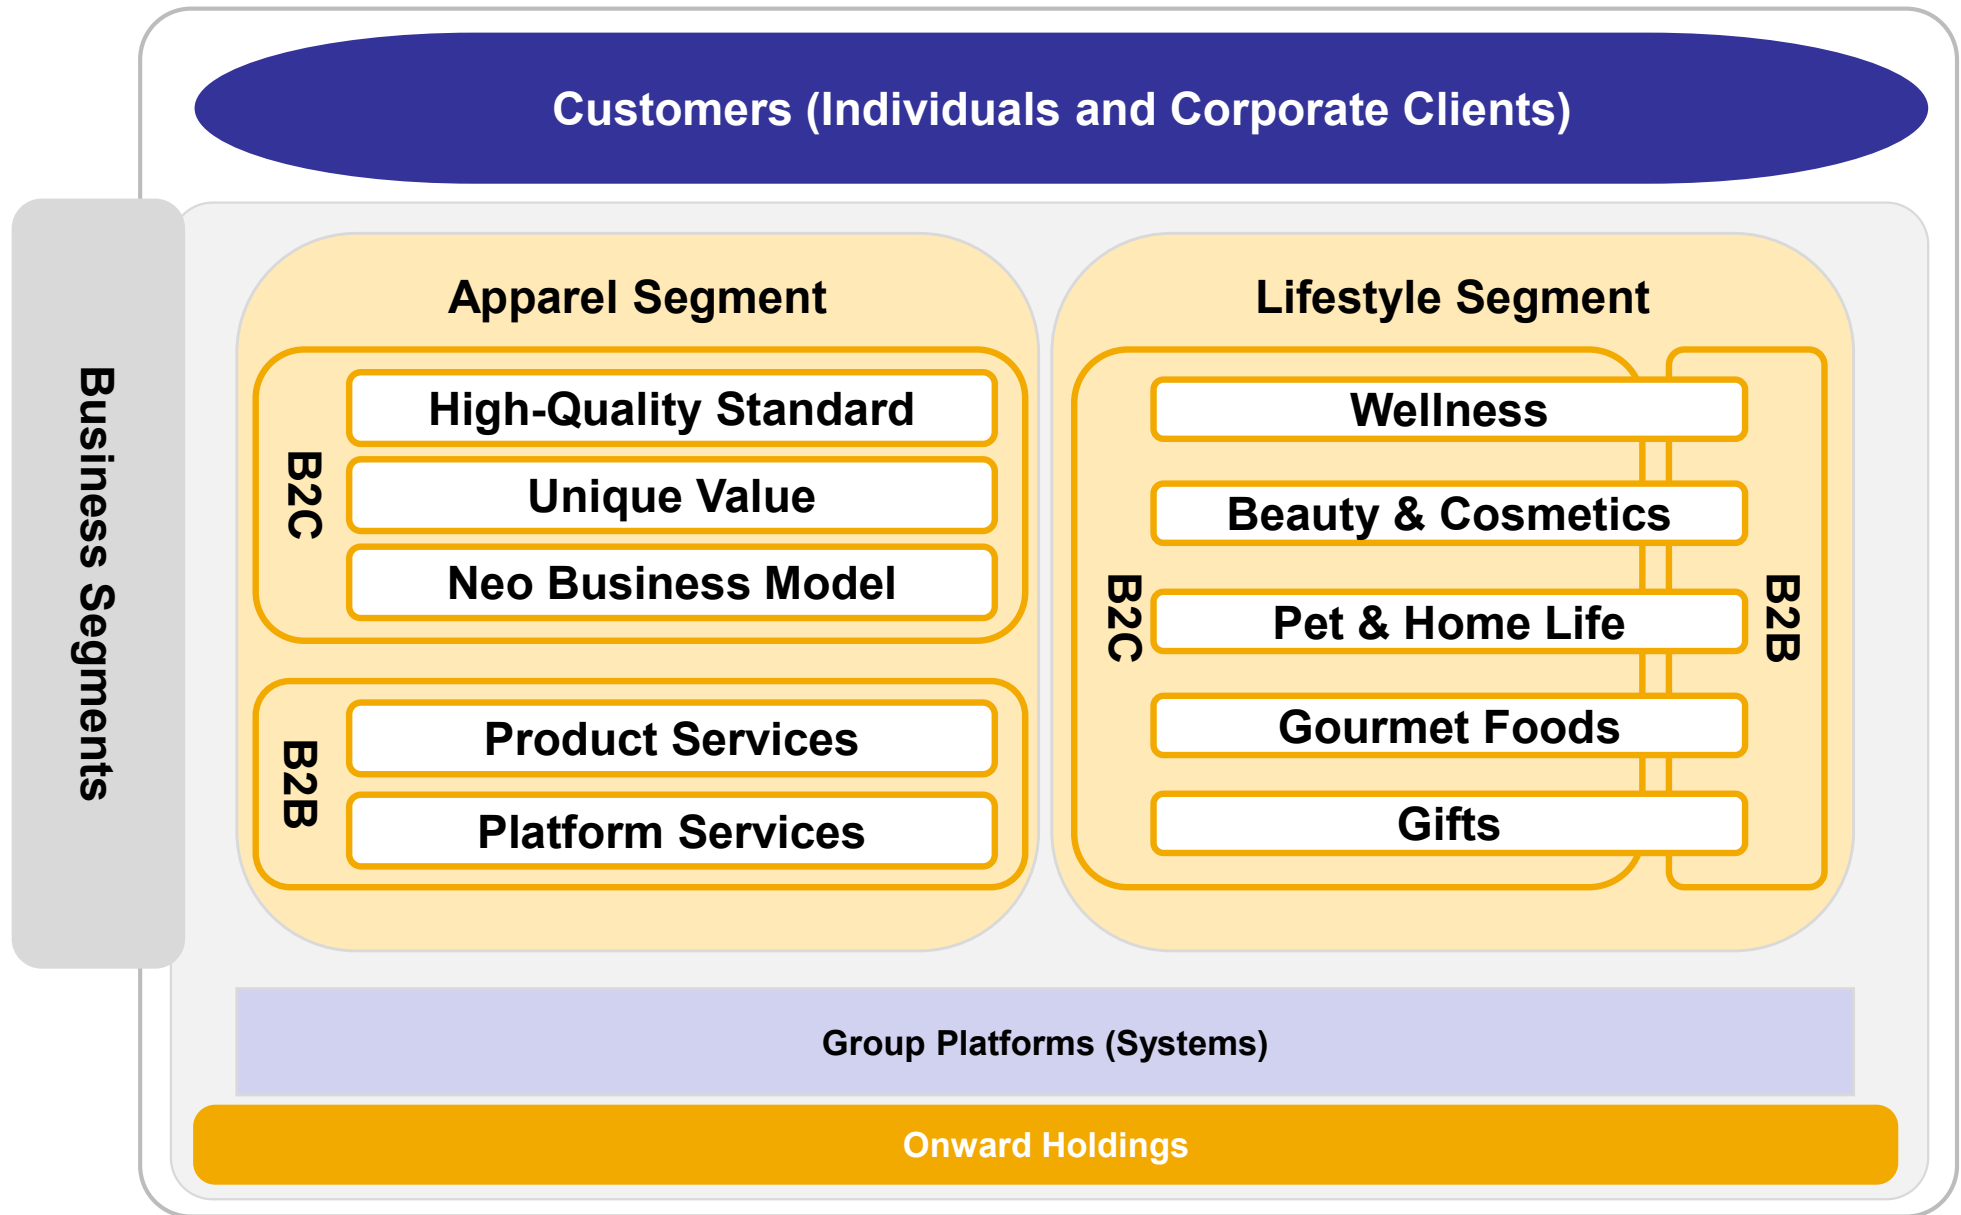 Customers (Individuals and Corporate Clients)
Business Segments
Apparel Segment
B2C
High-Quality Standard
Unique Value
Neo Business Model
B2B
Product Services
Platform Services
Lifestyle Segment
B2C
Wellness
Beauty & Cosmetics
Pet & Home Life
Gourmet Foods
Gifts
B2B
Group Platforms (Systems)
Onward Holdings